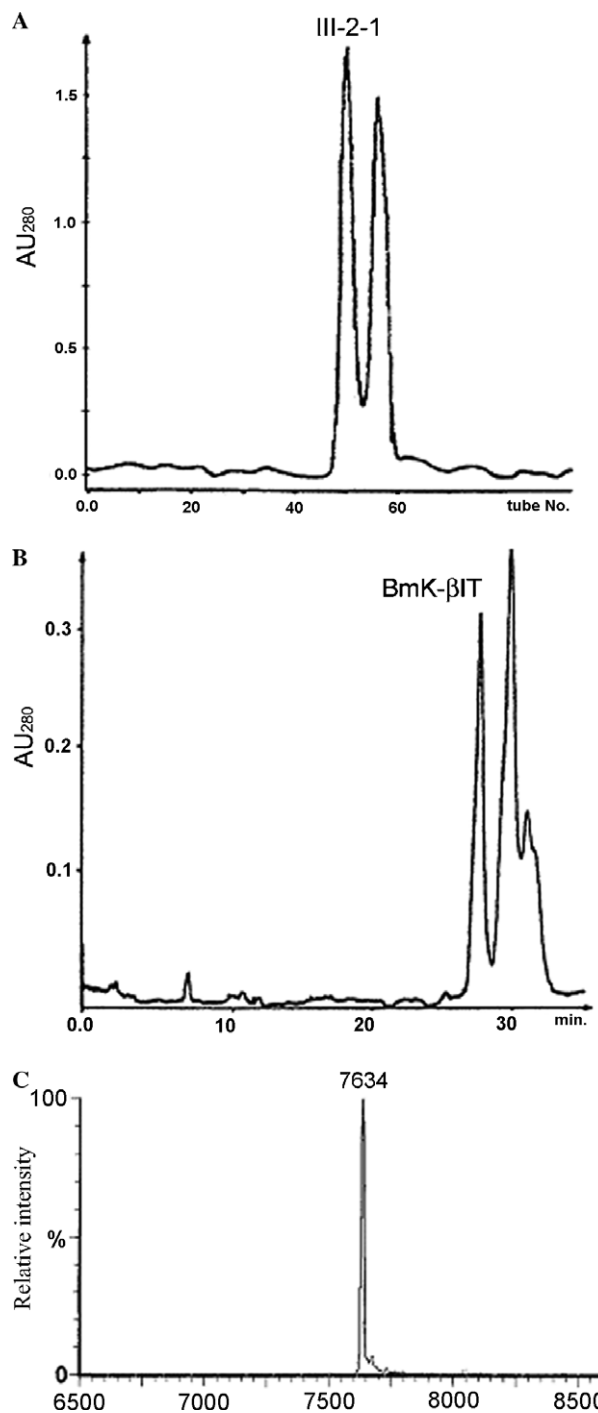 A
III-2-1
1.5
1.0
AU280
0.5
0.0
0.0 20 40 60 tube No.
B
BmK-βIT
0.3
AU280
0.2
0.1
0.0 10 20 30 min.
C
7634
100
Relative intensity
%
0
6500 7000 7500 8000 8500